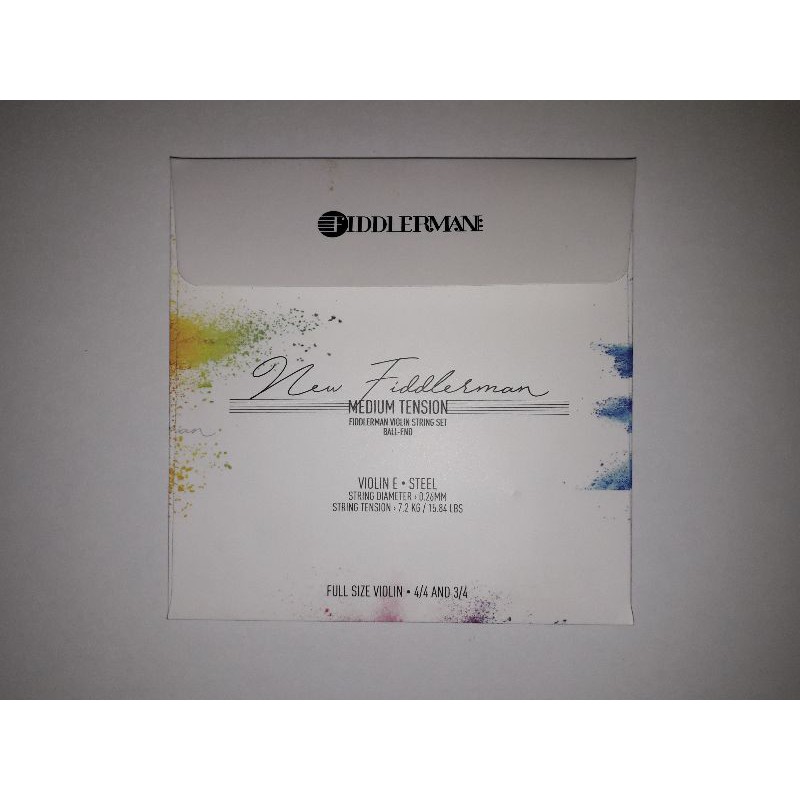 FIDDLERMAN
New Fiddlerman
MEDIUM TENSION
FIDDLERMAN VIOLIN STRING SET
BALL-END
an
VIOLIN E • STEEL
STRING DIAMETER : 0.26MM
STRING TENSION : 7.2 KG / 15.84 LBS
FULL SIZE VIOLIN • 4/4 AND 3/4